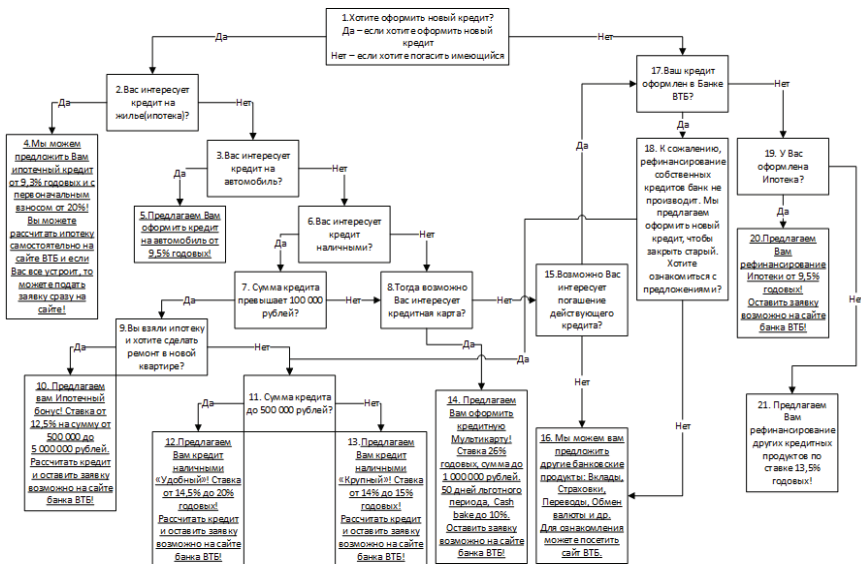 1.Хотите оформить новый кредит?
Да – если хотите оформить новый
кредит
Нет – если хотите погасить имеющийся
Да
Нет
2.Вас интересует
кредит на
жилье(ипотека)?
17.Ваш кредит
оформлен в Банке
ВТБ?
Да
Нет
Нет
Да
4.Мы можем
предложить Вам
ипотечный кредит
от 9,3% годовых и с
первоначальным
взносом от 20%!
Вы можете
рассчитать ипотеку
самостоятельно на
сайте ВТБ и если
Вас все устроит, то
можете подать
заявку сразу на
сайте!
3.Вас интересует
кредит на
автомобиль?
Да
Нет
Да
18. К сожалению,
рефинансирование
собственных
кредитов банк не
производит. Мы
предлагаем
оформить новый
кредит, чтобы
закрыть старый.
Хотите
ознакомиться с
предложениями?
19. У Вас
оформлена
Ипотека?
Да
Нет
5.Предлагаем Вам
оформить кредит
на автомобиль от
9,5% годовых!
6.Вас интересует
кредит
наличными?
Да
Нет
20.Предлагаем
Вам
рефинансирование
Ипотеки от 9,5%
годовых!
Оставить заявку
возможно на сайте
банка ВТБ!
7. Сумма кредита
превышает 100 000
рублей?
Да
Нет
8.Тогда возможно
Вас интересует
кредитная карта?
Нет
Да
15.Возможно Вас
интересует
погашение
действующего
кредита?
Нет
Нет
9.Вы взяли ипотеку
и хотите сделать
ремонт в новой
квартире?
Да
Нет
Да
10. Предлагаем
вам Ипотечный
бонус! Ставка от
12,5% на сумму от
500 000 до
5 000 000 рублей.
Рассчитать кредит
и оставить заявку
возможно на сайте
банка ВТБ!
11. Сумма кредита
до 500 000 рублей?
Да
Нет
12.Предлагаем
Вам кредит
наличными
«Удобный»! Ставка
от 14,5% до 20%
годовых!
Рассчитать кредит
и оставить заявку
возможно на сайте
банка ВТБ!
13.Предлагаем
Вам кредит
наличными
«Крупный»! Ставка
от 14% до 15%
годовых!
Рассчитать кредит
и оставить заявку
возможно на сайте
банка ВТБ!
14. Предлагаем
Вам оформить
кредитную
Мультикарту!
Ставка 26%
годовых, сумма до
1 000 000 рублей.
50 дней льготного
периода, Cash
bake до 10%.
Оставить заявку
возможно на сайте
банка ВТБ!
16. Мы можем вам
предложить
другие банковские
продукты: Вклады,
Страховки,
Переводы, Обмен
валюты и др.
Для ознакомления
можете посетить
сайт ВТБ.
21. Предлагаем
Вам
рефинансирование
других кредитных
продуктов по
ставке 13,5%
годовых!